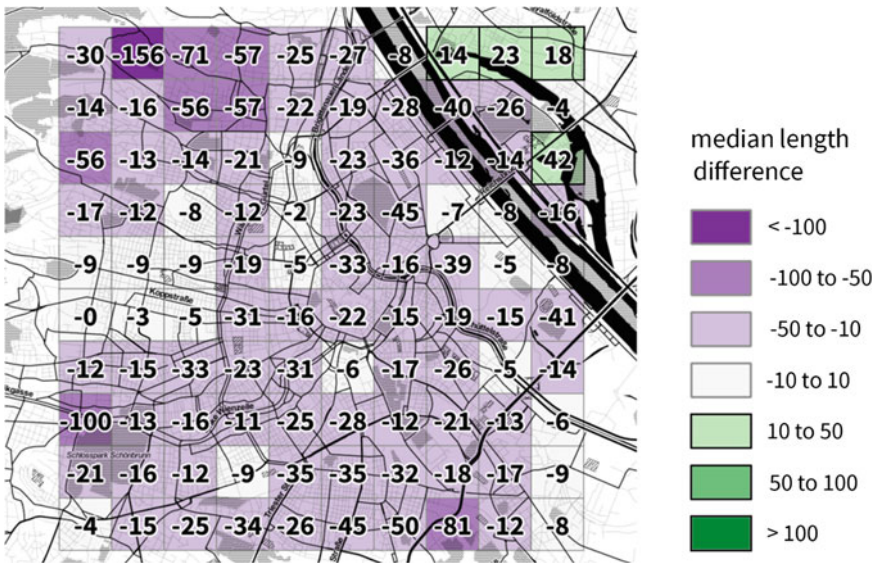 -30 -156 -71 -57 -25 -27 -8 14 23 18
-14 -16 -56 -57 -22 -19 -28 -40 -26 -4
-56 -13 -14 -21 -9 -23 -36 -12 -14 42
-17 -12 -8 -12 -2 -23 -45 -7 -8 -16
-9 -9 -9 -19 -5 -33 -16 -39 -5 -8
Koppstraße
-0 -3 -5 -31 -16 -22 -15 -19 -15 -41
-12 -15 -33 -23 -31 -6 -17 -26 -5 -14
-100 -13 -16 -11 -25 -28 -12 -21 -13 -6
Schlosspark Schönbrunn
-21 -16 -12 -9 -35 -35 -32 -18 -17 -9
-4 -15 -25 -34 -26 -45 -50 -81 -12 -8
Triester St
Straße
median length
difference
< -100
-100 to -50
-50 to -10
-10 to 10
10 to 50
50 to 100
> 100